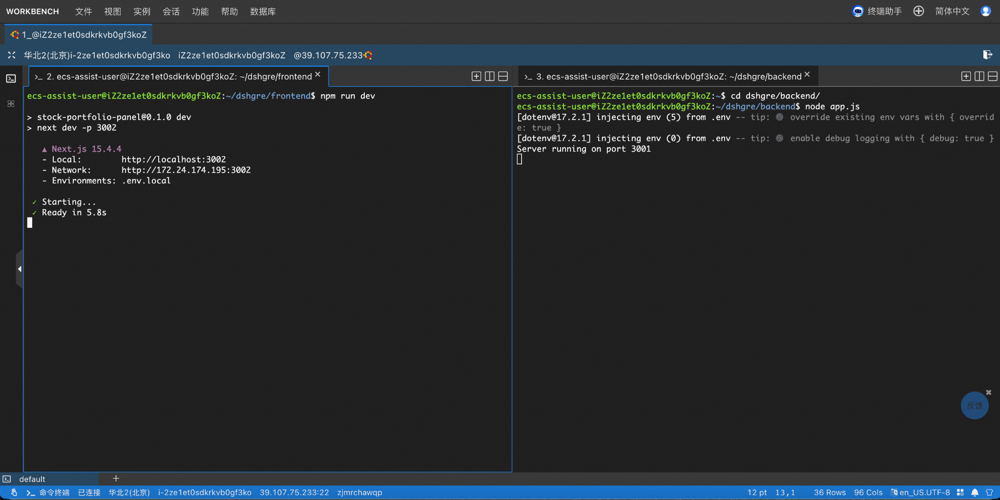 WORKBENCH 文件 视图 实例 会话 功能 帮助 数据库 终端助手 简体中文
1_@iZ2ze1et0sdkrkvb0gf3koZ
华北2(北京)i-2ze1et0sdkrkvb0gf3ko iZ2ze1et0sdkrkvb0gf3koZ @39.107.75.233
>_ 2. ecs-assist-user@iZ2ze1et0sdkrkvb0gf3koZ: ~/dshgre/frontend ×
ecs-assist-user@iZ2ze1et0sdkrkvb0gf3koZ:~/dshgre/frontend$ npm run dev
> stock-portfolio-panel@0.1.0 dev
> next dev -p 3002
▲ Next.js 15.4.4
- Local: http://localhost:3002
- Network: http://172.24.174.195:3002
- Environments: .env.local
✓ Starting...
✓ Ready in 5.8s
>_ 3. ecs-assist-user@iZ2ze1et0sdkrkvb0gf3koZ: ~/dshgre/backend ×
ecs-assist-user@iZ2ze1et0sdkrkvb0gf3koZ:~$ cd dshgre/backend/
ecs-assist-user@iZ2ze1et0sdkrkvb0gf3koZ:~/dshgre/backend$ node app.js
[dotenv@17.2.1] injecting env (5) from .env -- tip: ⚙️ override existing env vars with { overrid
e: true }
[dotenv@17.2.1] injecting env (0) from .env -- tip: ⚙️ enable debug logging with { debug: true }
Server running on port 3001
反馈
default +
>_ 命令终端 已连接 华北2(北京) i-2ze1et0sdkrkvb0gf3ko 39.107.75.233:22 zjmrchawqp 12 pt 13,1 36 Rows 96 Cols en_US.UTF-8